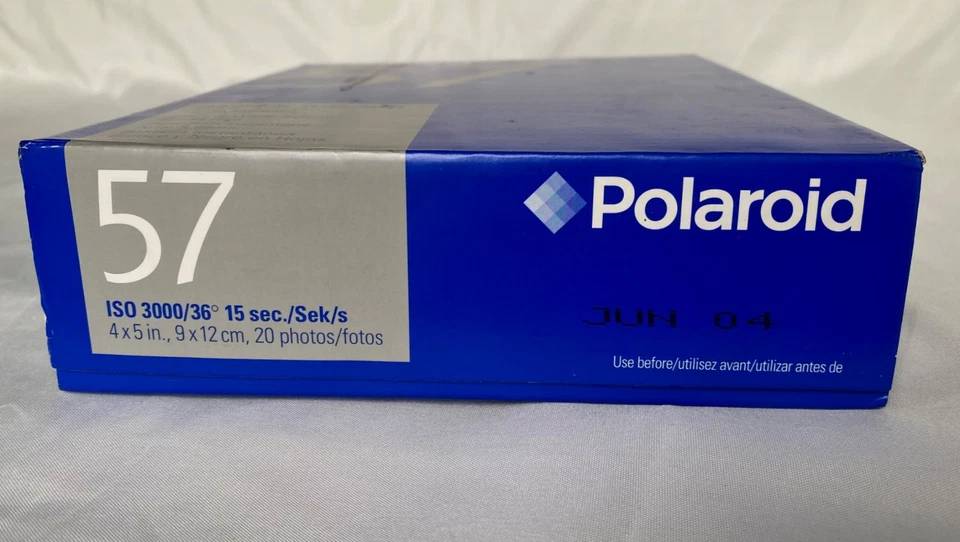 57
ISO 3000/36° 15 sec./Sek/s
4 x 5 in., 9 x 12 cm, 20 photos/fotos
Polaroid
JUN 04
Use before/utilisez avant/utilizar antes de